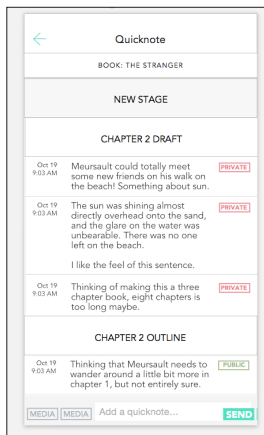 Quicknote
BOOK: THE STRANGER
NEW STAGE
CHAPTER 2 DRAFT
Oct 19
9:03 AM
Meursault could totally meet
some new friends on his walk on
the beach! Something about sun.
PRIVATE
Oct 19
9:03 AM
The sun was shining almost
directly overhead onto the sand,
and the glare on the water was
unbearable. There was no one
left on the beach.
I like the feel of this sentence.
PRIVATE
Oct 19
9:03 AM
Thinking of making this a three
chapter book, eight chapters is
too long maybe.
PRIVATE
CHAPTER 2 OUTLINE
Oct 19
9:03 AM
Thinking that Meursault needs to
wander around a little bit more in
chapter 1, but not entirely sure.
PUBLIC
MEDIA MEDIA Add a quicknote... SEND